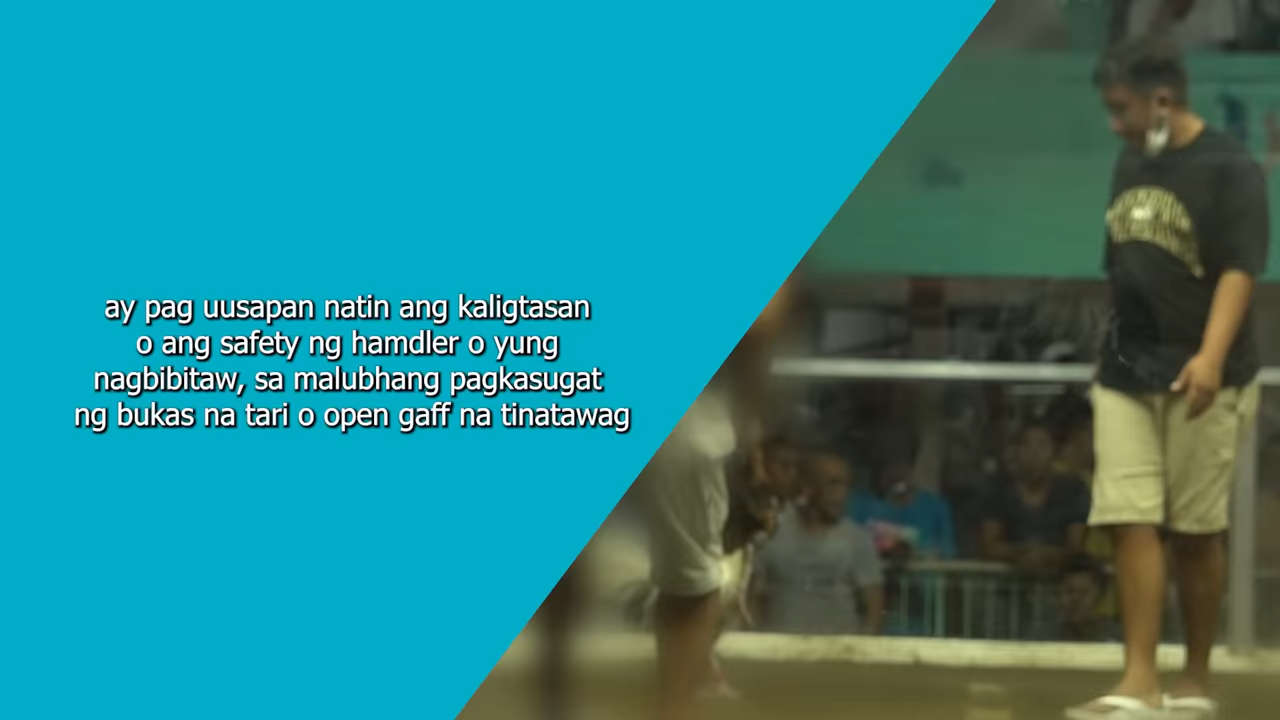 ay pag uusapan natin ang kaligtasan
o ang safety ng hamdler o yung
nagbibitaw, sa malubhang pagkasugat
ng bukas na tari o open gaff na tinatawag